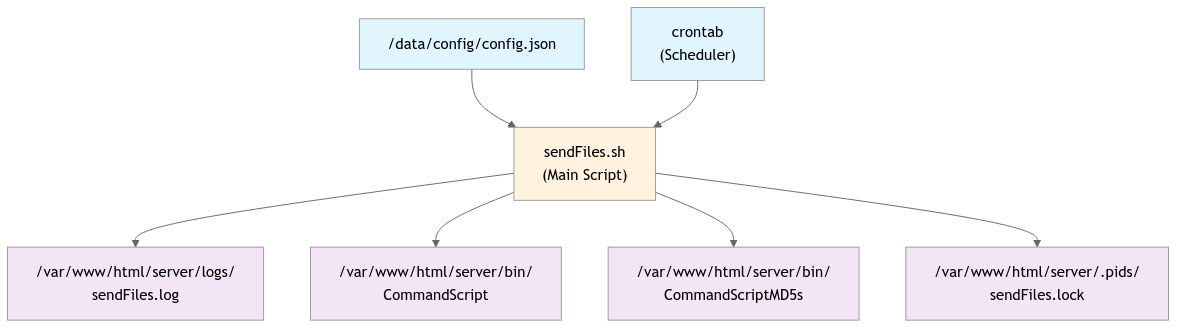 /data/config/config.json
crontab
(Scheduler)
sendFiles.sh
(Main Script)
/var/www/html/server/logs/
sendFiles.log
/var/www/html/server/bin/
CommandScript
/var/www/html/server/bin/
CommandScriptMD5s
/var/www/html/server/.pids/
sendFiles.lock